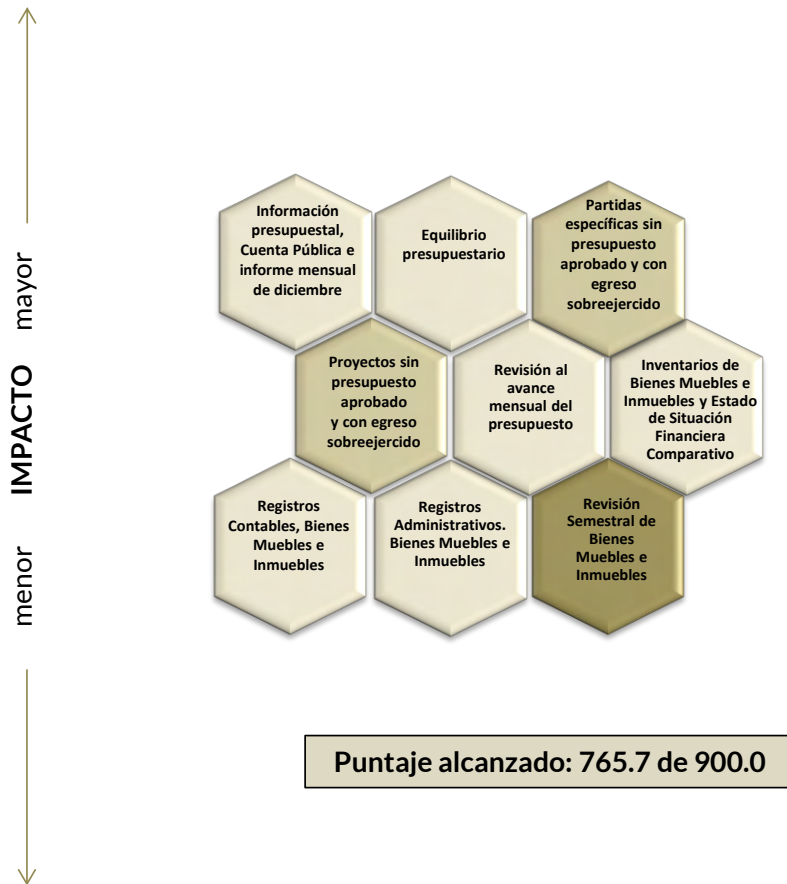 mayor
IMPACTO
menor
Información
presupuestal,
Cuenta Pública e
informe mensual
de diciembre
Equilibrio
presupuestario
Partidas
específicas sin
presupuesto
aprobado y con
egreso
sobreejercido
Proyectos sin
presupuesto
aprobado
y con egreso
sobreejercido
Revisión al
avance
mensual del
presupuesto
Inventarios de
Bienes Muebles e
Inmuebles y Estado
de Situación
Financiera
Comparativo
Registros
Contables, Bienes
Muebles e
Inmuebles
Registros
Administrativos.
Bienes Muebles e
Inmuebles
Revisión
Semestral de
Bienes
Muebles e
Inmuebles
Puntaje alcanzado: 765.7 de 900.0